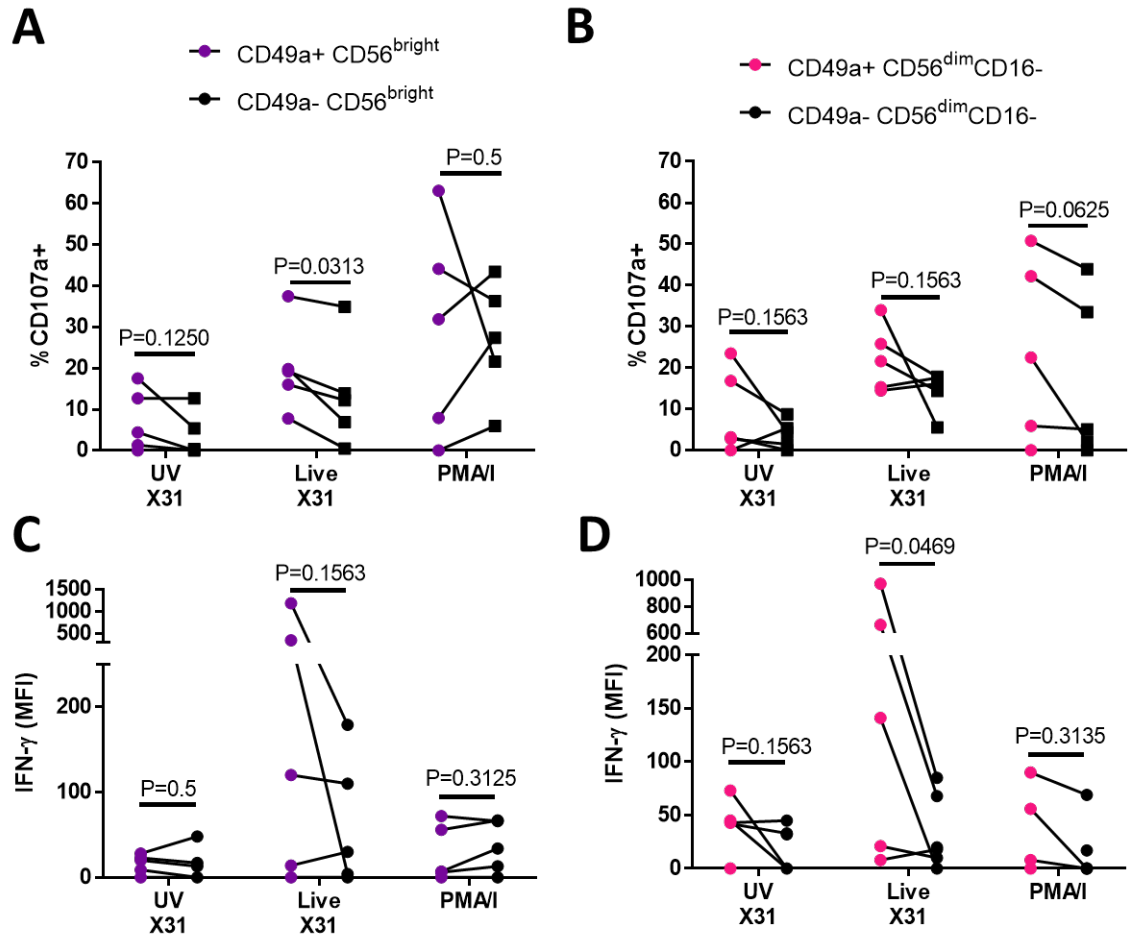 A
CD49a+ CD56bright
CD49a- CD56bright
% CD107a+
70
60
50
40
30
20
10
0
P=0.1250
P=0.0313
P=0.5
UV
X31
Live
X31
PMA/I
B
CD49a+ CD56dimCD16-
CD49a- CD56dimCD16-
% CD107a+
70
60
50
40
30
20
10
0
P=0.1563
P=0.1563
P=0.0625
UV
X31
Live
X31
PMA/I
C
IFN-γ (MFI)
1500
1000
500
200
100
0
P=0.5
P=0.1563
P=0.3125
UV
X31
Live
X31
PMA/I
D
IFN-γ (MFI)
1000
800
600
200
150
100
50
0
P=0.1563
P=0.0469
P=0.3135
UV
X31
Live
X31
PMA/I